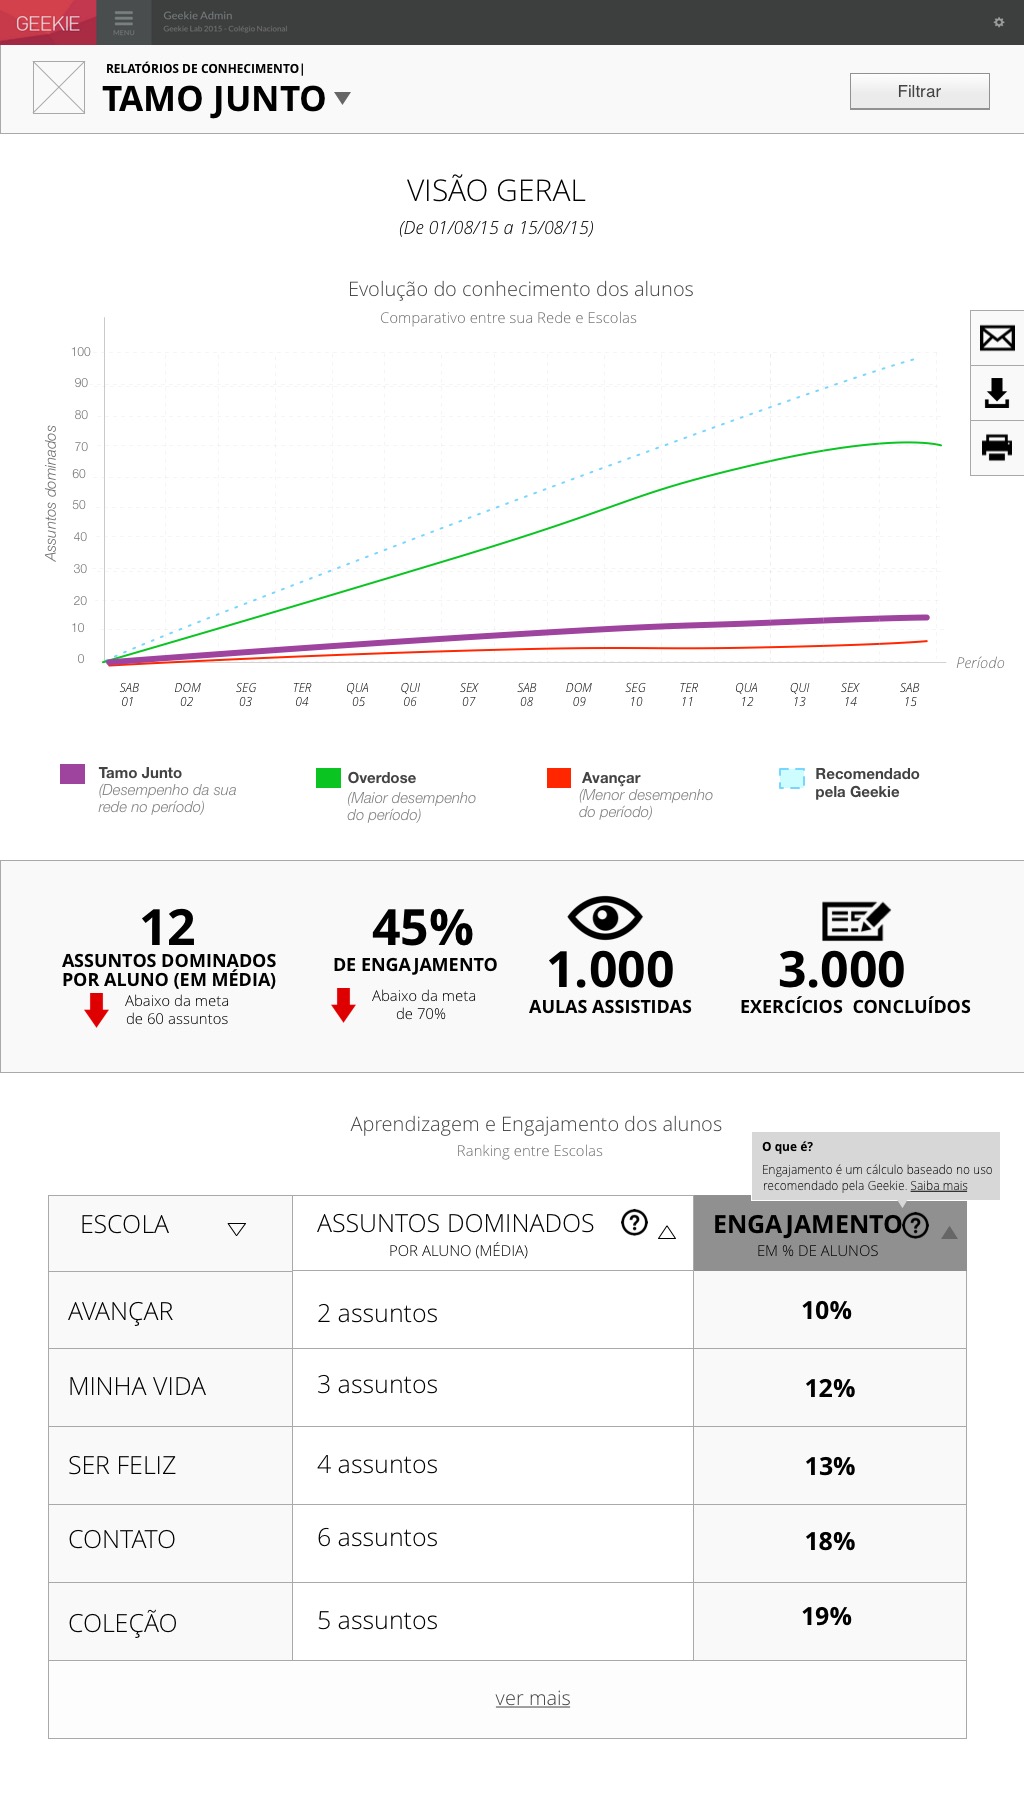 GEEKIE
MENU
Geekie Admin
Geekie Lab 2015 - Colégio Nacional
RELATÓRIOS DE CONHECIMENTO|
TAMO JUNTO
Filtrar
VISÃO GERAL
(De 01/08/15 a 15/08/15)
Evolução do conhecimento dos alunos
Comparativo entre sua Rede e Escolas
Assuntos dominados
100
90
80
70
60
50
40
30
20
10
0
Período
SAB DOM SEG TER QUA QUI SEX SAB DOM SEG TER QUA QUI SEX SAB
01 02 03 04 05 06 07 08 09 10 11 12 13 14 15
Tamo Junto
(Desempenho da sua
rede no período)
Overdose
(Maior desempenho
do período)
Avançar
(Menor desempenho
do período)
Recomendado
pela Geekie
12
ASSUNTOS DOMINADOS
POR ALUNO (EM MÉDIA)
Abaixo da meta
de 60 assuntos
45%
DE ENGAJAMENTO
Abaixo da meta
de 70%
1.000
AULAS ASSISTIDAS
3.000
EXERCÍCIOS CONCLUÍDOS
Aprendizagem e Engajamento dos alunos
Ranking entre Escolas
O que é?
Engajamento é um cálculo baseado no uso
recomendado pela Geekie. Saiba mais
ESCOLA
ASSUNTOS DOMINADOS ?
POR ALUNO (MÉDIA)
ENGAJAMENTO ?
EM % DE ALUNOS
AVANÇAR 2 assuntos 10%
MINHA VIDA 3 assuntos 12%
SER FELIZ 4 assuntos 13%
CONTATO 6 assuntos 18%
COLEÇÃO 5 assuntos 19%
ver mais